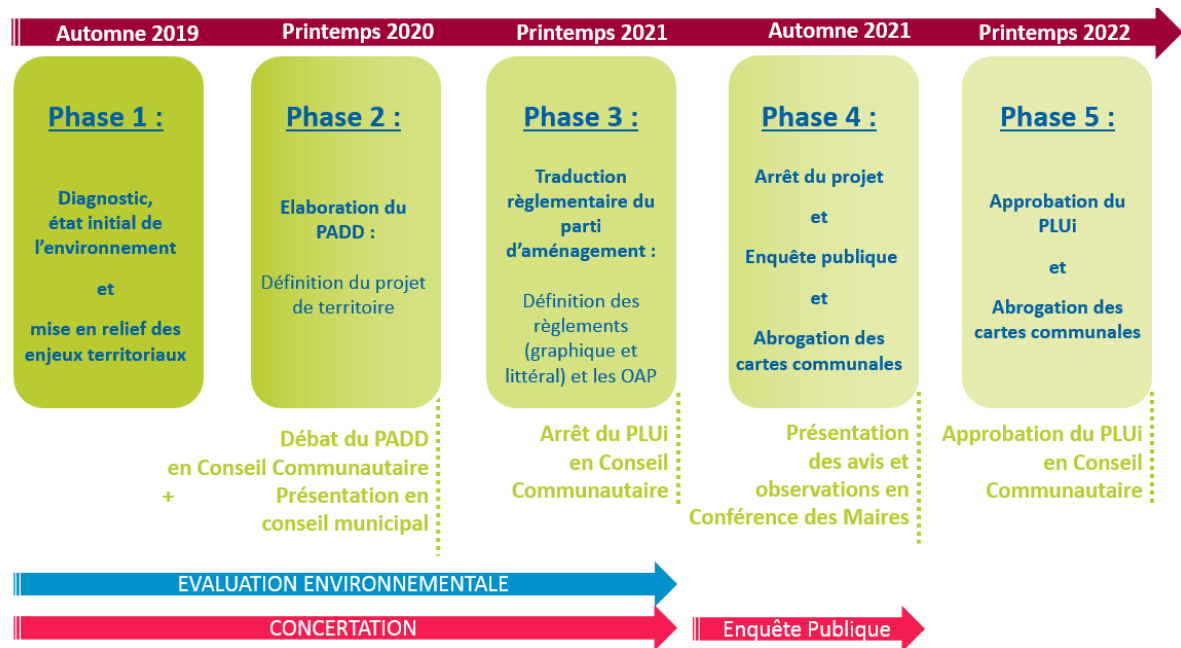 Automne 2019
Printemps 2020
Printemps 2021
Automne 2021
Printemps 2022
Phase 1 :
Diagnostic,
état initial de
l'environnement
et
mise en relief des
enjeux territoriaux
Phase 2 :
Elaboration du
PADD :
Définition du projet
de territoire
Phase 3 :
Traduction
règlementaire du
parti
d'aménagement :
Définition des
règlements
(graphique et
littéral) et les OAP
Phase 4 :
Arrêt du projet
et
Enquête publique
et
Abrogation des
cartes communales
Phase 5 :
Approbation du
PLUi
et
Abrogation des
cartes communales
Débat du PADD
en Conseil Communautaire
+ Présentation en
conseil municipal
Arrêt du PLUi
en Conseil
Communautaire
Présentation
des avis et
observations en
Conférence des Maires
Approbation du PLUi
en Conseil
Communautaire
EVALUATION ENVIRONNEMENTALE
CONCERTATION
Enquête Publique